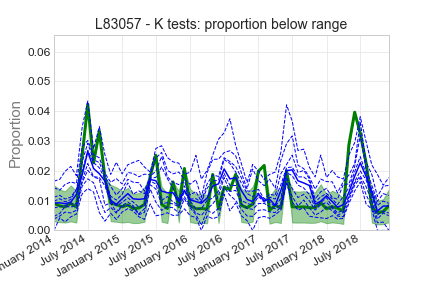 L83057 - K tests: proportion below range
Proportion
0.06
0.05
0.04
0.03
0.02
0.01
0.00
nuary 2014
July 2014
January 2015
July 2015
January 2016
July 2016
January 2017
July 2017
January 2018
July 2018